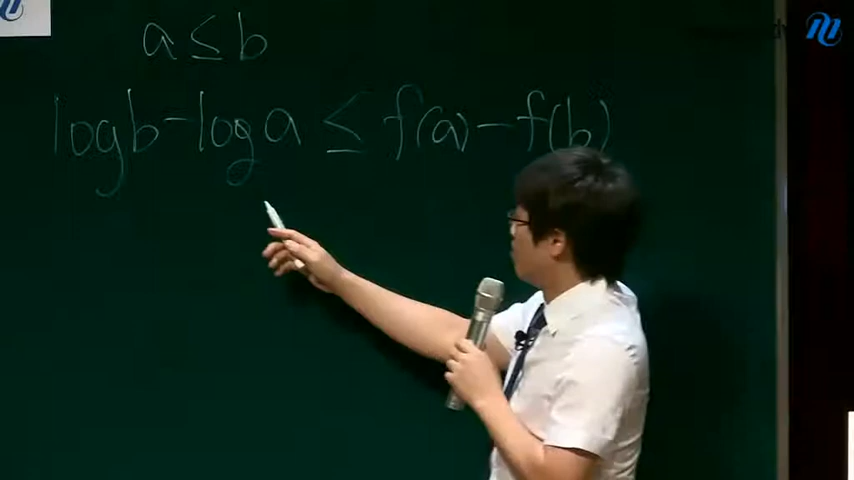 a ≤ b
log b - log a ≤ f(a) - f(b)